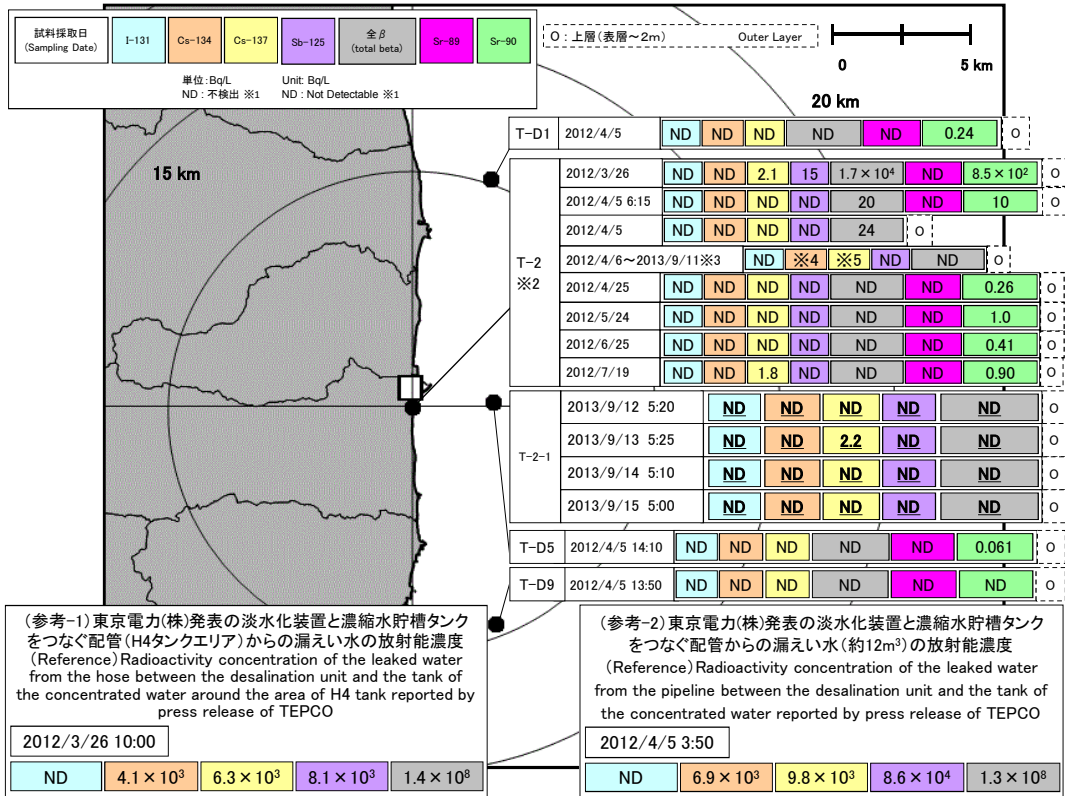 試料採取日
(Sampling Date)
I-131
Cs-134
Cs-137
Sb-125
全β
(total beta)
Sr-89
Sr-90
単位:Bq/L Unit: Bq/L
ND : 不検出 ※1 ND : Not Detectable ※1
O : 上層(表層~2m) Outer Layer
0 5 km
20 km
15 km
T-D1 2012/4/5 ND ND ND ND ND 0.24 O
T-2
※2
2012/3/26 ND ND 2.1 15 1.7×10⁴ ND 8.5×10² O
2012/4/5 6:15 ND ND ND ND 20 ND 10 O
2012/4/5 ND ND ND ND 24 O
2012/4/6~2013/9/11※3 ND ※4 ※5 ND ND O
2012/4/25 ND ND ND ND ND ND 0.26 O
2012/5/24 ND ND ND ND ND ND 1.0 O
2012/6/25 ND ND ND ND ND ND 0.41 O
2012/7/19 ND ND 1.8 ND ND ND 0.90 O
T-2-1
2013/9/12 5:20 ND ND ND ND ND O
2013/9/13 5:25 ND ND 2.2 ND ND O
2013/9/14 5:10 ND ND ND ND ND O
2013/9/15 5:00 ND ND ND ND ND O
T-D5 2012/4/5 14:10 ND ND ND ND ND 0.061 O
T-D9 2012/4/5 13:50 ND ND ND ND ND ND O
(参考-1)東京電力(株)発表の淡水化装置と濃縮水貯槽タンク
をつなぐ配管(H4タンクエリア)からの漏えい水の放射能濃度
(Reference) Radioactivity concentration of the leaked water
from the hose between the desalination unit and the tank of
the concentrated water around the area of H4 tank reported by
press release of TEPCO
2012/3/26 10:00
ND 4.1×10³ 6.3×10³ 8.1×10³ 1.4×10⁸
(参考-2)東京電力(株)発表の淡水化装置と濃縮水貯槽タンク
をつなぐ配管からの漏えい水(約12m³)の放射能濃度
(Reference) Radioactivity concentration of the leaked water
from the pipeline between the desalination unit and the tank of
the concentrated water reported by press release of TEPCO
2012/4/5 3:50
ND 6.9×10³ 9.8×10³ 8.6×10⁴ 1.3×10⁸